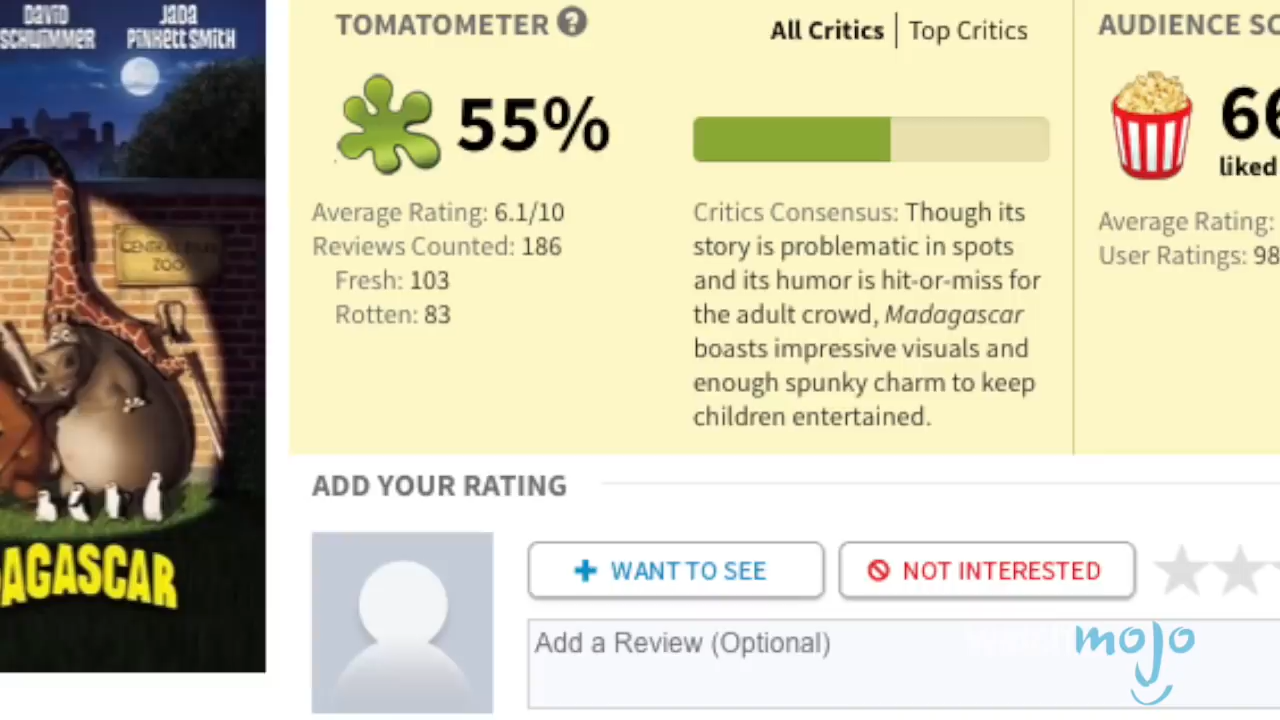 DAVID
SCHWIMMER
JADA
PINKETT SMITH
CENTRAL PARK
ZOO
AGASCAR
TOMATOMETER ?
All Critics | Top Critics
55%
Average Rating: 6.1/10
Reviews Counted: 186
Fresh: 103
Rotten: 83
Critics Consensus: Though its
story is problematic in spots
and its humor is hit-or-miss for
the adult crowd, Madagascar
boasts impressive visuals and
enough spunky charm to keep
children entertained.
AUDIENCE SC
66
liked
Average Rating:
User Ratings: 98
ADD YOUR RATING
+ WANT TO SEE
NOT INTERESTED
Add a Review (Optional)
mojo